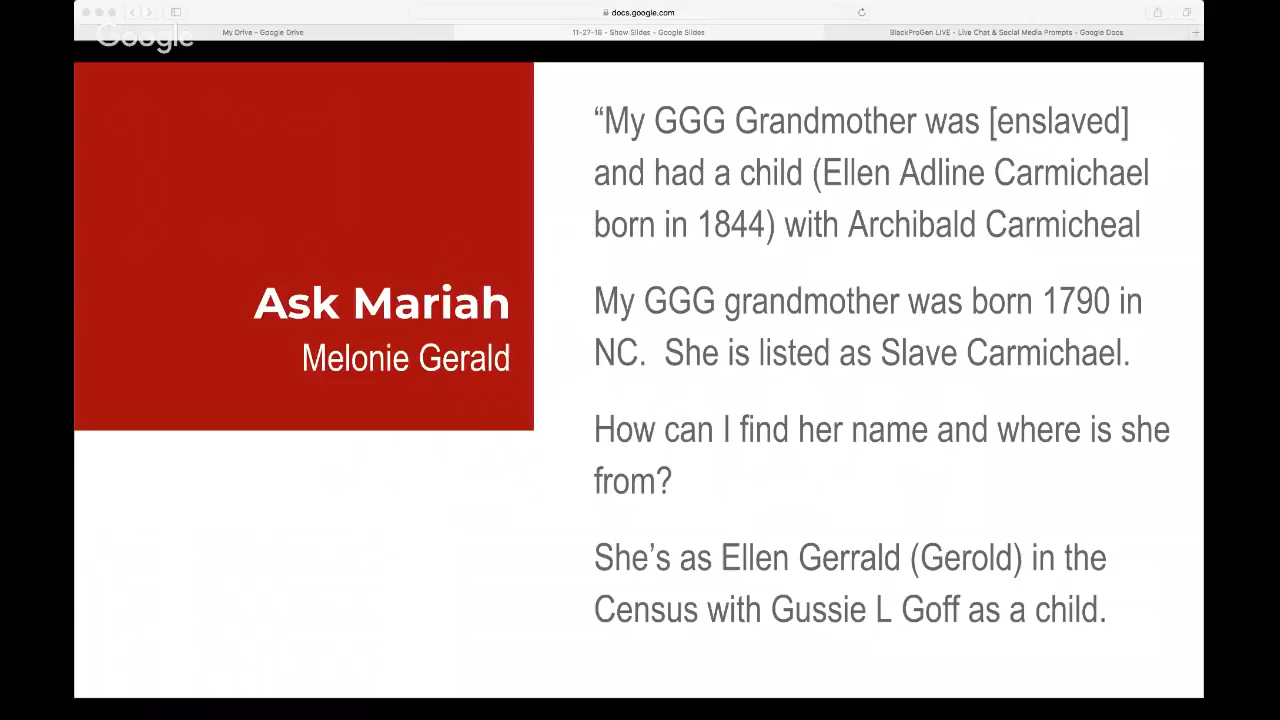 docs.google.com
Google
My Drive - Google Drive
11-27-16 - Show Slides - Google Slides
BlackProGen LIVE - Live Chat & Social Media Prompts - Google Docs
Ask Mariah
Melonie Gerald
“My GGG Grandmother was [enslaved]
and had a child (Ellen Adline Carmichael
born in 1844) with Archibald Carmicheal
My GGG grandmother was born 1790 in
NC.  She is listed as Slave Carmichael.
How can I find her name and where is she
from?
She’s as Ellen Gerrald (Gerold) in the
Census with Gussie L Goff as a child.